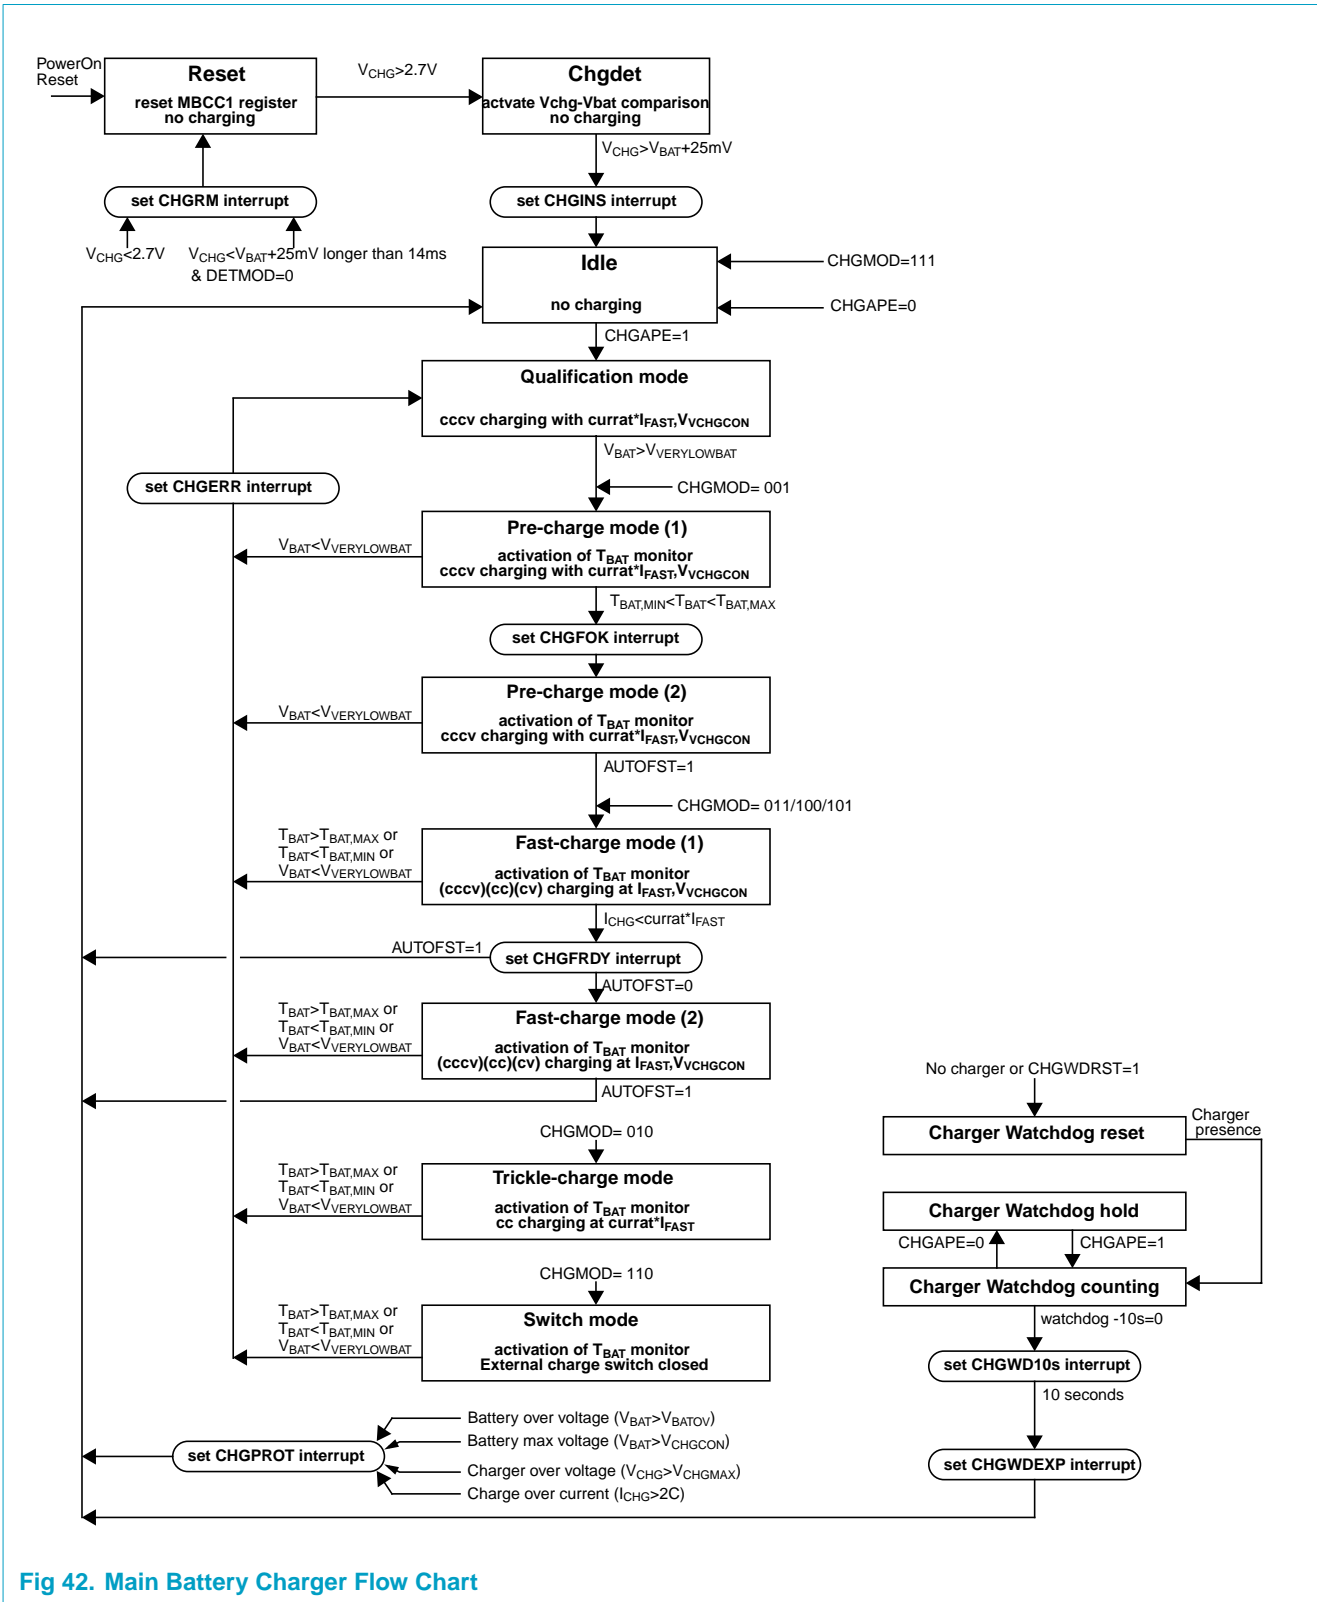 PowerOn
Reset
Reset
reset MBCC1 register
no charging
VCHG>2.7V
Chgdet
actvate Vchg-Vbat comparison
no charging
VCHG>VBAT+25mV
set CHGRM interrupt
set CHGINS interrupt
VCHG<2.7V
VCHG<VBAT+25mV longer than 14ms
& DETMOD=0
Idle
no charging
CHGMOD=111
CHGAPE=0
CHGAPE=1
Qualification mode
cccv charging with currat*IFAST,VVCHGCON
VBAT>VVERYLOWBAT
set CHGERR interrupt
CHGMOD= 001
Pre-charge mode (1)
activation of TBAT monitor
cccv charging with currat*IFAST,VVCHGCON
VBAT<VVERYLOWBAT
TBAT,MIN<TBAT<TBAT,MAX
set CHGFOK interrupt
Pre-charge mode (2)
activation of TBAT monitor
cccv charging with currat*IFAST,VVCHGCON
VBAT<VVERYLOWBAT
AUTOFST=1
CHGMOD= 011/100/101
Fast-charge mode (1)
activation of TBAT monitor
(cccv)(cc)(cv) charging at IFAST,VVCHGCON
TBAT>TBAT,MAX or
TBAT<TBAT,MIN or
VBAT<VVERYLOWBAT
ICHG<currat*IFAST
AUTOFST=1
set CHGFRDY interrupt
AUTOFST=0
Fast-charge mode (2)
activation of TBAT monitor
(cccv)(cc)(cv) charging at IFAST,VVCHGCON
TBAT>TBAT,MAX or
TBAT<TBAT,MIN or
VBAT<VVERYLOWBAT
AUTOFST=1
CHGMOD= 010
Trickle-charge mode
activation of TBAT monitor
cc charging at currat*IFAST
TBAT>TBAT,MAX or
TBAT<TBAT,MIN or
VBAT<VVERYLOWBAT
CHGMOD= 110
Switch mode
activation of TBAT monitor
External charge switch closed
TBAT>TBAT,MAX or
TBAT<TBAT,MIN or
VBAT<VVERYLOWBAT
set CHGPROT interrupt
Battery over voltage (VBAT>VBATOV)
Battery max voltage (VBAT>VCHGCON)
Charger over voltage (VCHG>VCHGMAX)
Charge over current (ICHG>2C)
No charger or CHGWDRST=1
Charger Watchdog reset
Charger
presence
Charger Watchdog hold
CHGAPE=0
CHGAPE=1
Charger Watchdog counting
watchdog -10s=0
set CHGWD10s interrupt
10 seconds
set CHGWDEXP interrupt
Fig 42. Main Battery Charger Flow Chart